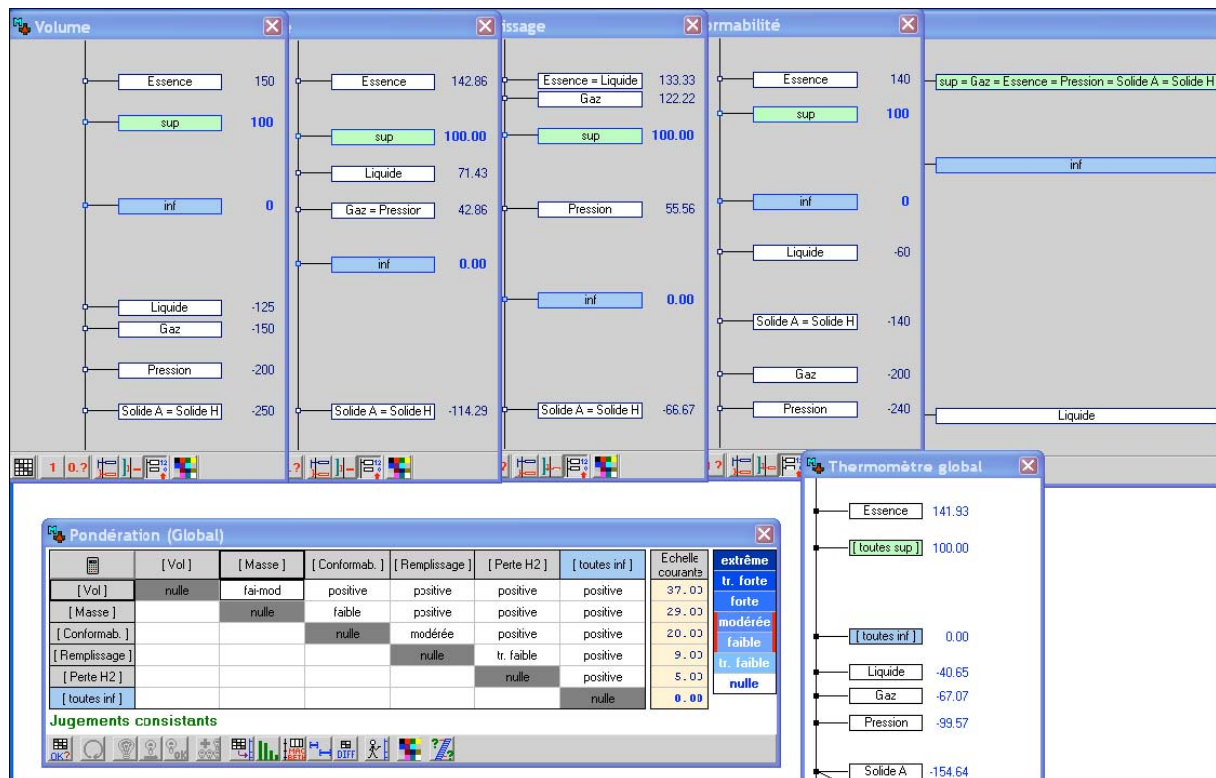 Volume
Essence 150
sup 100
inf 0
Liquide -125
Gaz -150
Pression -200
Solide A = Solide H -250
1 0.?
Essence 142.86
sup 100.00
Liquide 71.43
Gaz = Pression 42.86
inf 0.00
Solide A = Solide H -114.29
issage
Essence = Liquide 133.33
Gaz 122.22
sup 100.00
Pression 55.56
inf 0.00
Solide A = Solide H -66.67
ormabilité
Essence 140
sup 100
inf 0
Liquide -60
Solide A = Solide H -140
Gaz -200
Pression -240
sup = Gaz = Essence = Pression = Solide A = Solide H
inf
Liquide
Pondération (Global)
[ Vol ] [ Masse ] [ Conformab. ] [ Remplissage ] [ Perte H2 ] [ toutes inf ] Echelle courante
[ Vol ] nulle fai-mod positive positive positive positive 37.00
[ Masse ] nulle faible positive positive positive 29.00
[ Conformab. ] nulle modérée positive positive 20.00
[ Remplissage ] nulle tr. faible positive 9.00
[ Perte H2 ] nulle positive 5.00
[ toutes inf ] nulle 0.00
extrême
tr. forte
forte
modérée
faible
tr. faible
nulle
Jugements consistants
OK?
DIFF
Thermomètre global
Essence 141.93
[ toutes sup ] 100.00
[ toutes inf ] 0.00
Liquide -40.65
Gaz -67.07
Pression -99.57
Solide A -154.64